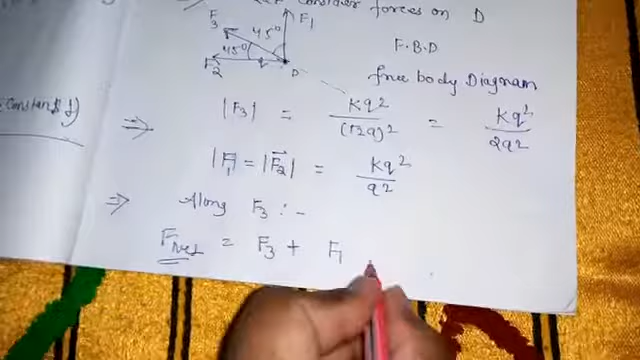 Consider forces on D
F3 45° F1
45°
F2 q D
F.B.D
free body Diagram
Constant
⇒ |F3| = Kq² / (√2a)² = Kq² / 2a²
|F1| = |F2| = Kq² / a²
⇒ Along F3 :-
Fnet = F3 + F1